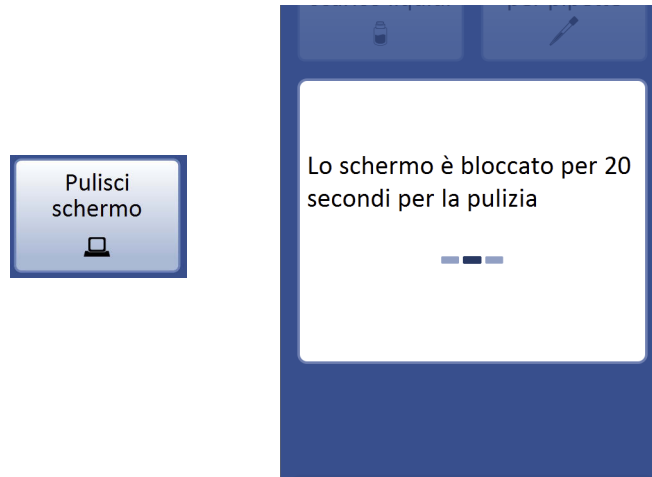 Pulisci
schermo
Lo schermo è bloccato per 20
secondi per la pulizia